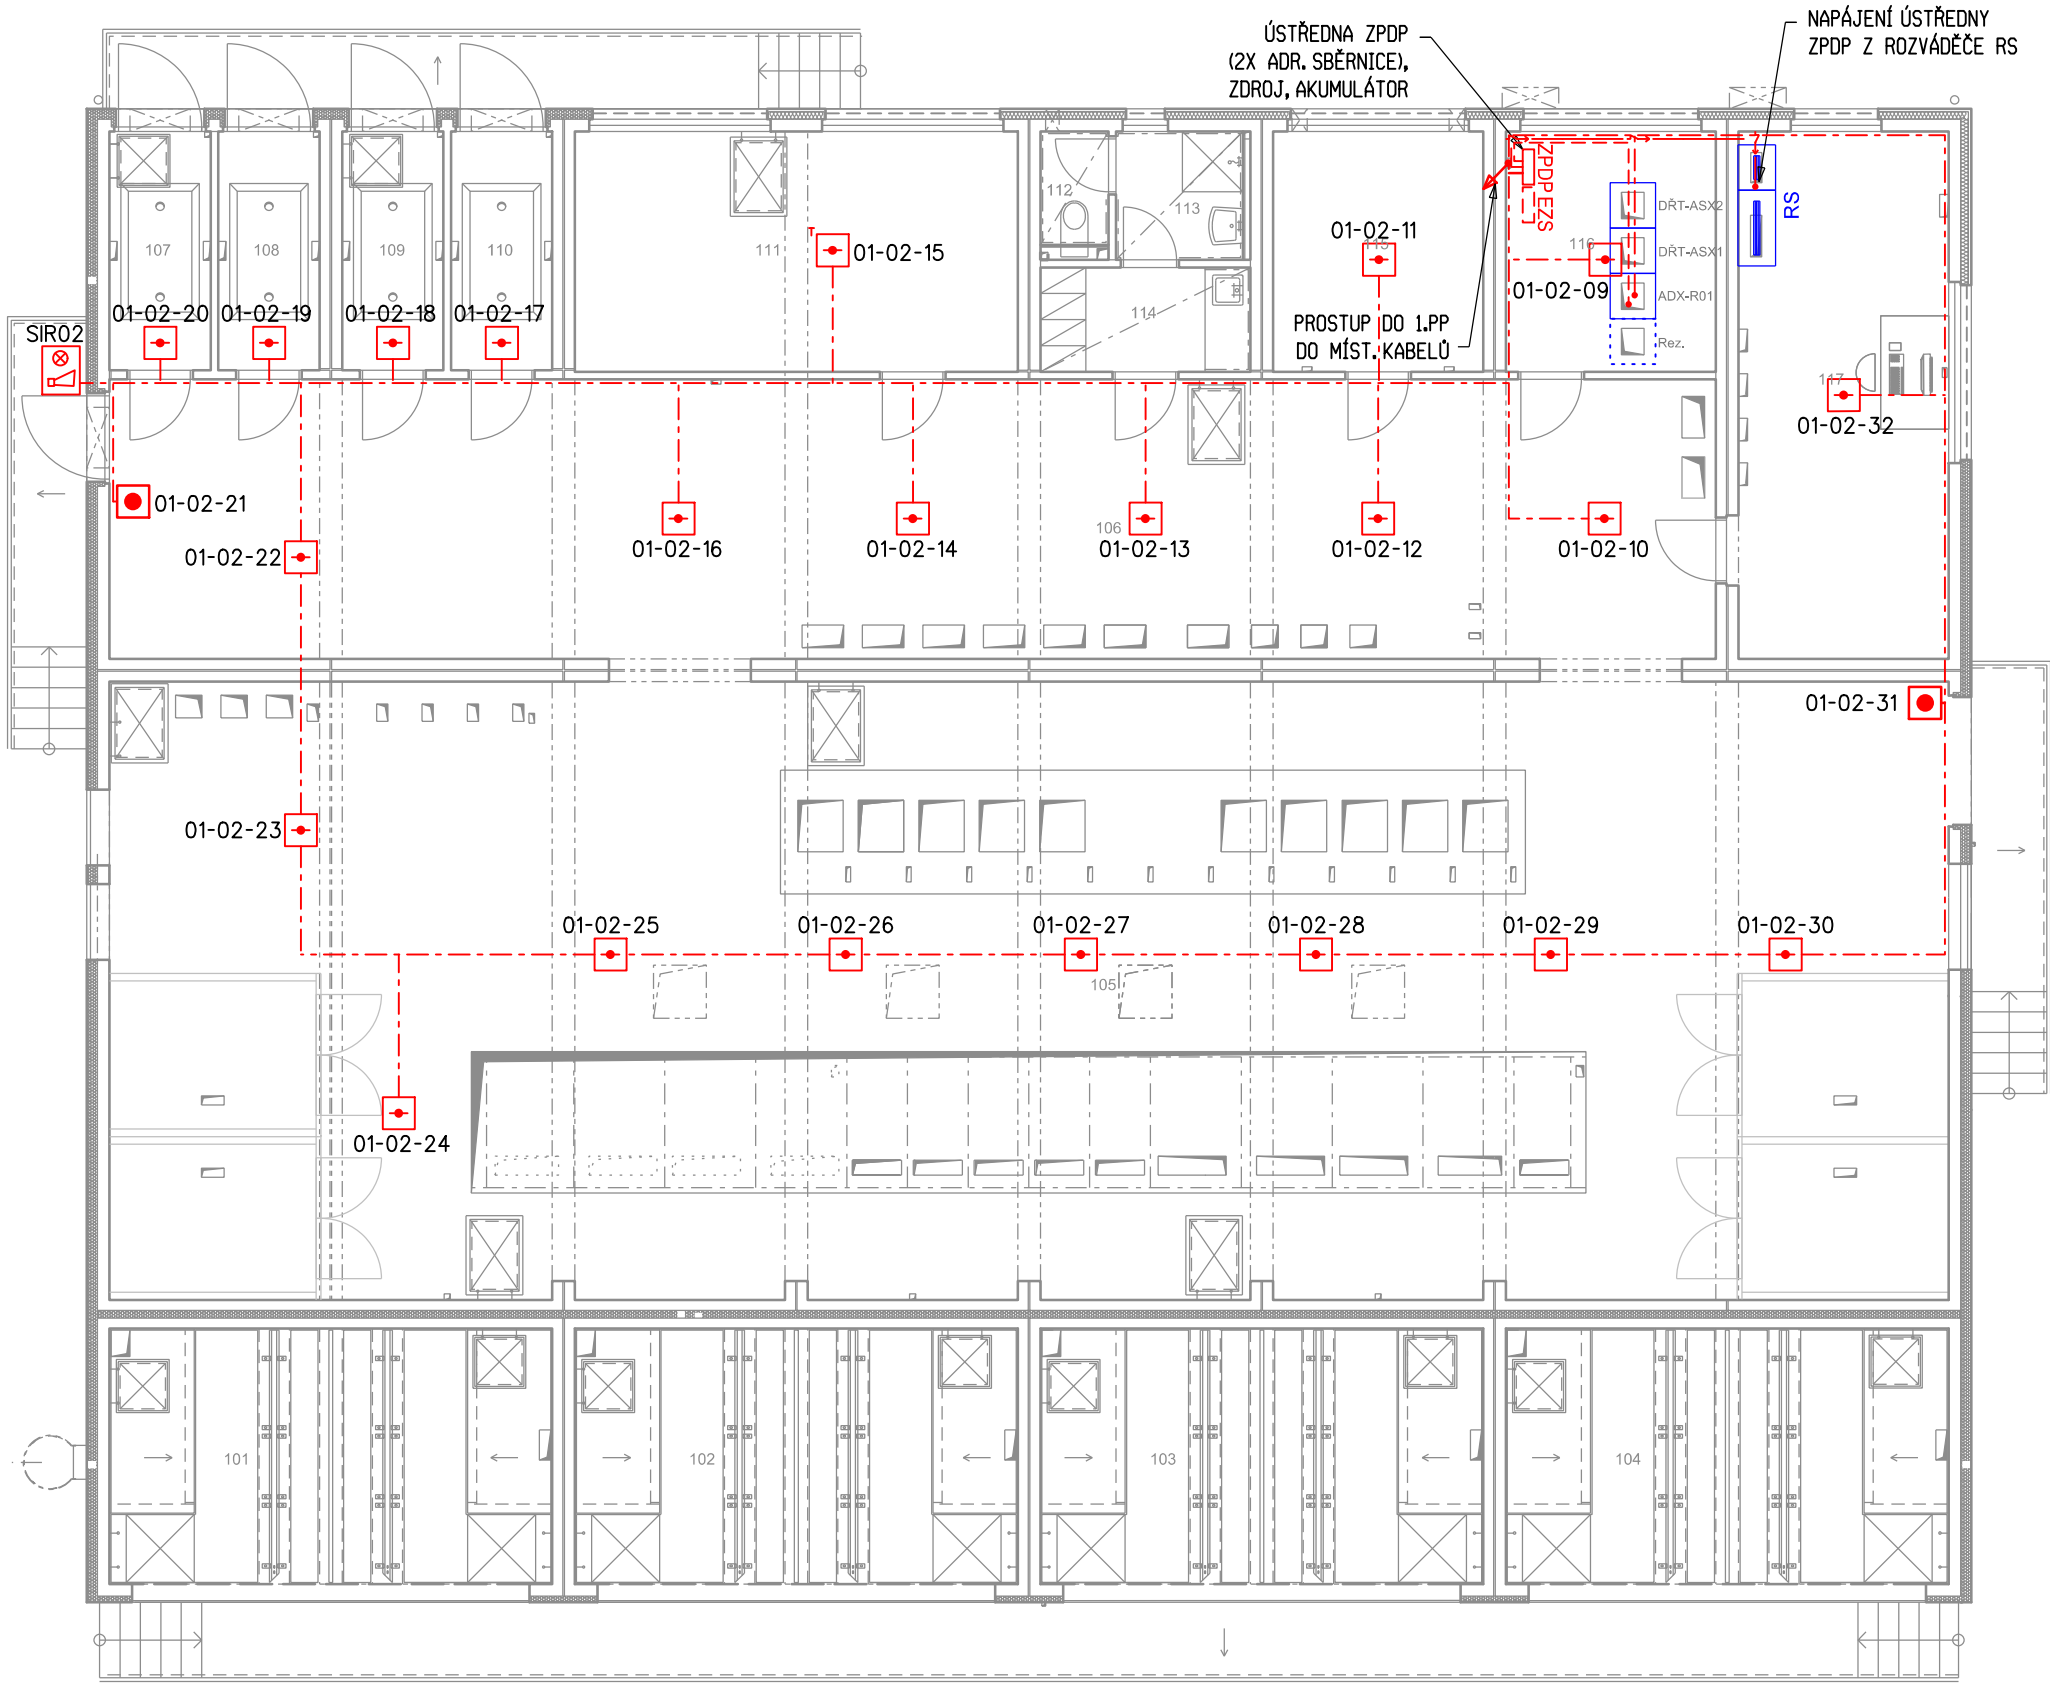 ÚSTŘEDNA ZPDP
(2X ADR. SBĚRNICE),
ZDROJ, AKUMULÁTOR
NAPÁJENÍ ÚSTŘEDNY
ZPDP Z ROZVÁDĚČE RS
ZPDP EZS
RS
DŘT-ASX2
DŘT-ASX1
ADX-R01
Rez.
107
108
109
110
111
112
113
114
115
116
117
01-02-15
01-02-11
01-02-09
PROSTUP DO 1.PP
DO MÍST. KABELŮ
SIR02
01-02-20
01-02-19
01-02-18
01-02-17
01-02-32
01-02-21
01-02-22
01-02-16
01-02-14
106
01-02-13
01-02-12
01-02-10
01-02-31
01-02-23
01-02-25
01-02-26
01-02-27
01-02-28
01-02-29
01-02-30
105
01-02-24
101
102
103
104